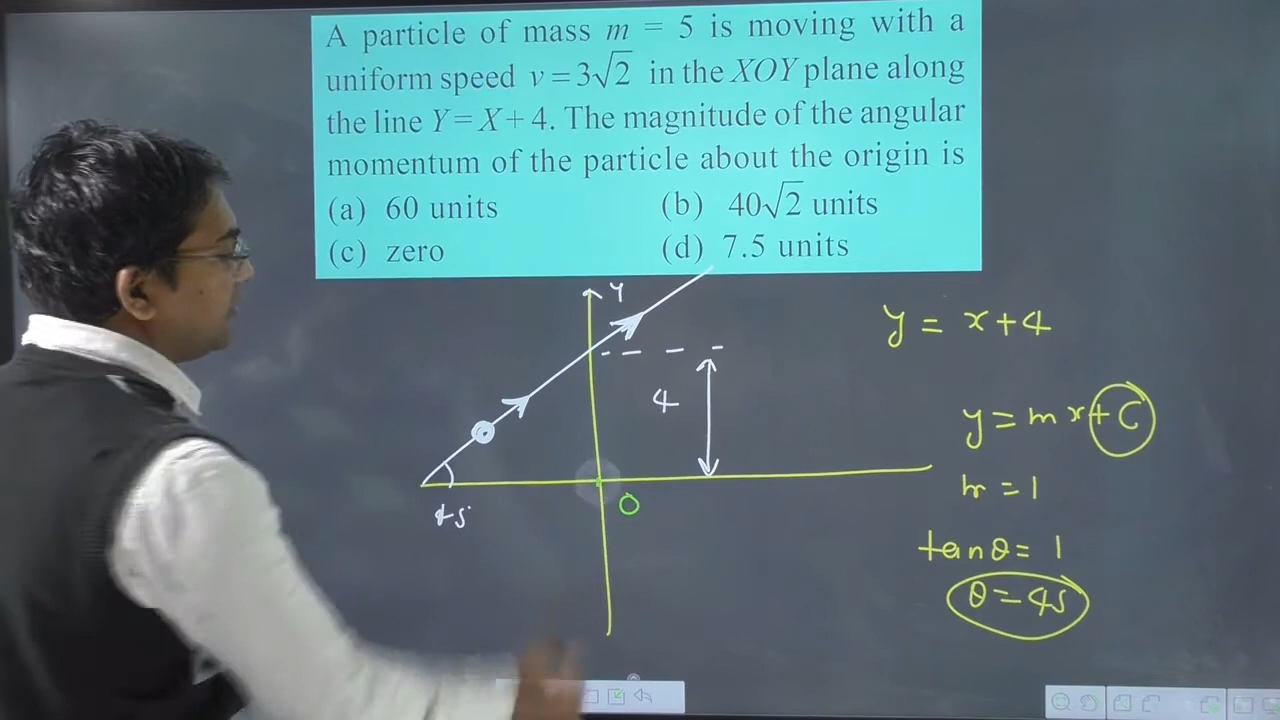 A particle of mass m = 5 is moving with a
uniform speed v = 3√2 in the XOY plane along
the line Y = X + 4. The magnitude of the angular
momentum of the particle about the origin is
(a) 60 units (b) 40√2 units
(c) zero (d) 7.5 units
Y
y = x+4
4
y = mx+C
m = 1
45
O
tanθ = 1
θ = 45